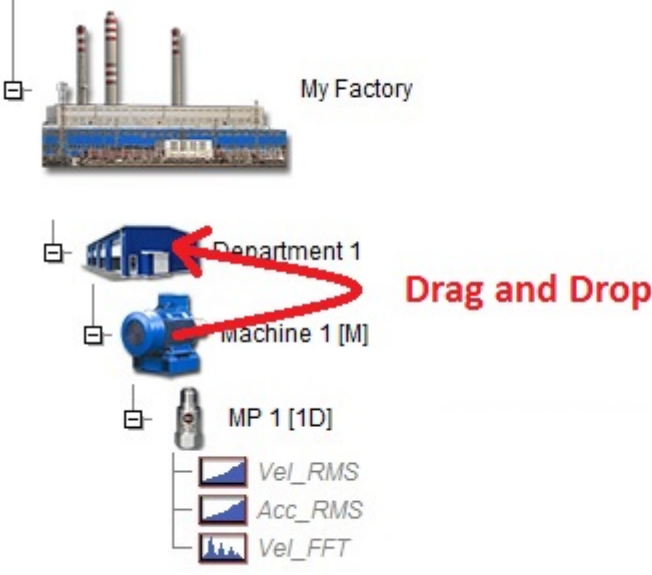 My Factory
Department 1
Drag and Drop
Machine 1 [M]
MP 1 [1D]
Vel_RMS
Acc_RMS
Vel_FFT